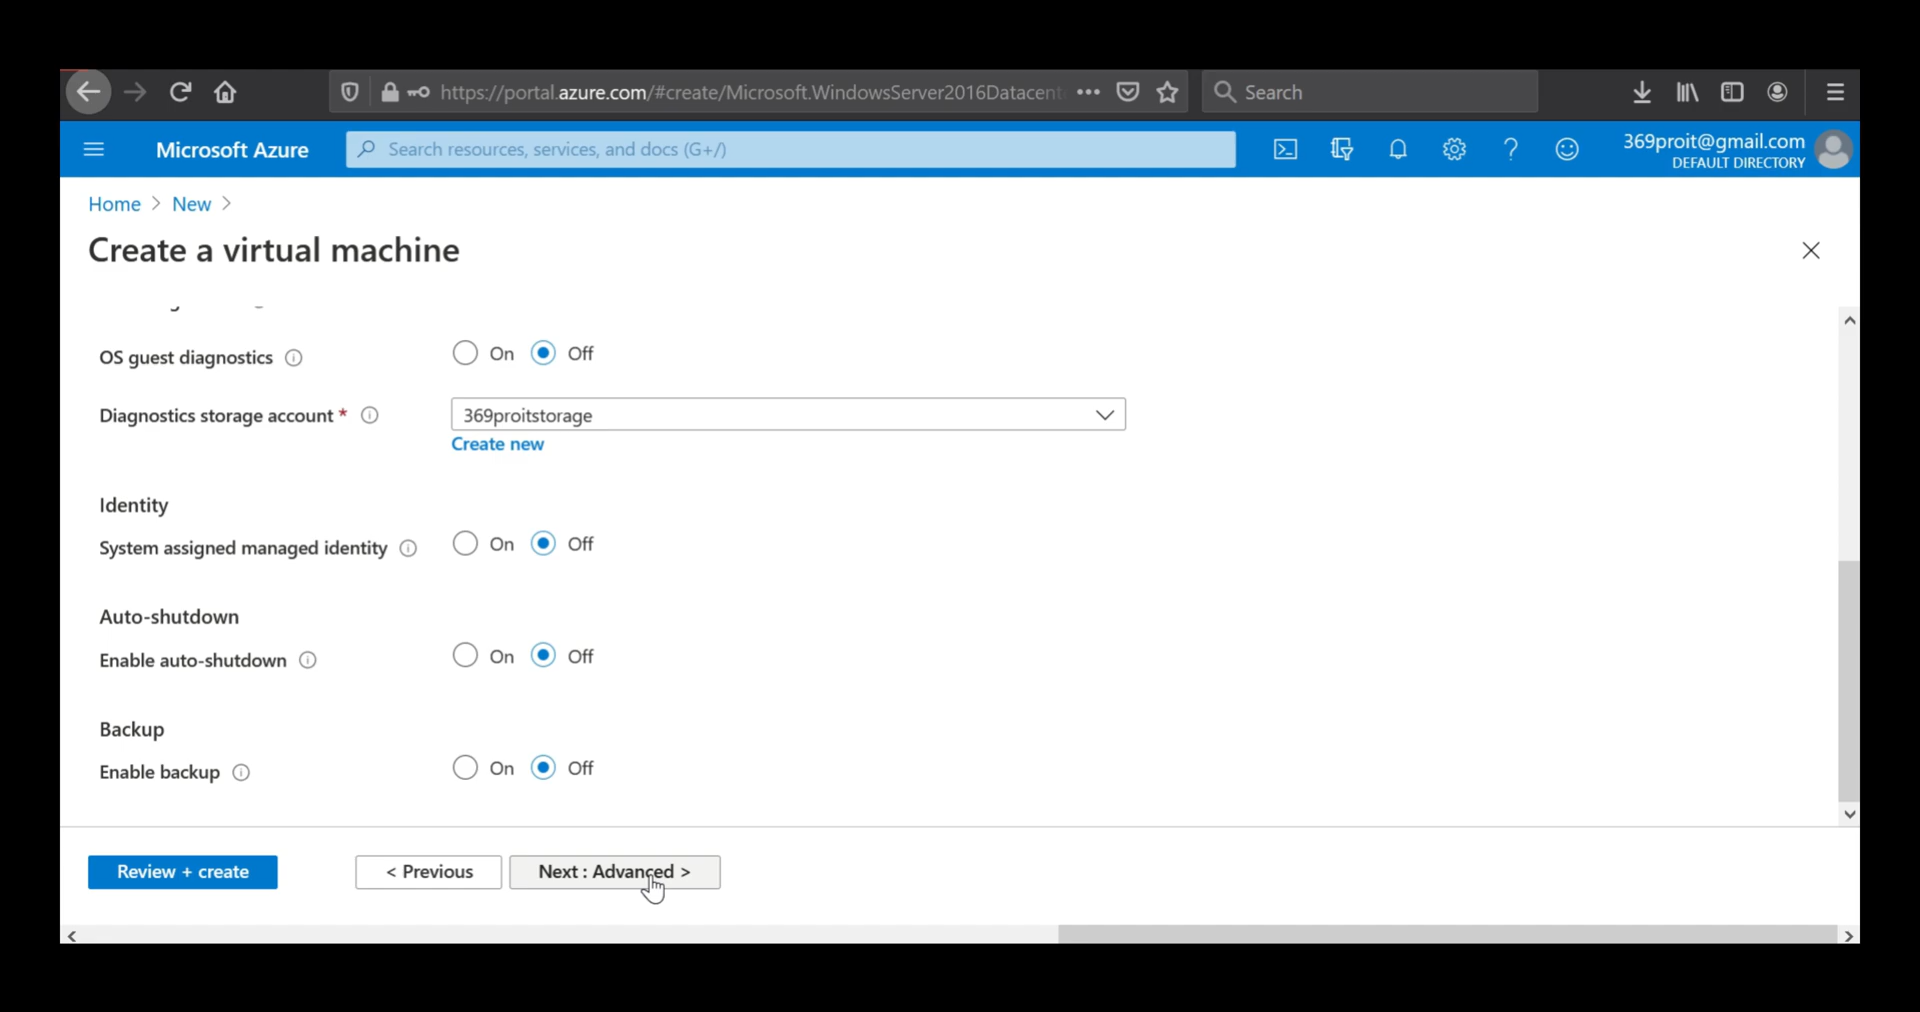 https://portal.azure.com/#create/Microsoft.WindowsServer2016Datacent
Search
Microsoft Azure
Search resources, services, and docs (G+/)
369proit@gmail.com
DEFAULT DIRECTORY
Home > New >
Create a virtual machine
OS guest diagnostics
On Off
Diagnostics storage account *
369proitstorage
Create new
Identity
System assigned managed identity
On Off
Auto-shutdown
Enable auto-shutdown
On Off
Backup
Enable backup
On Off
Review + create
< Previous
Next : Advanced >